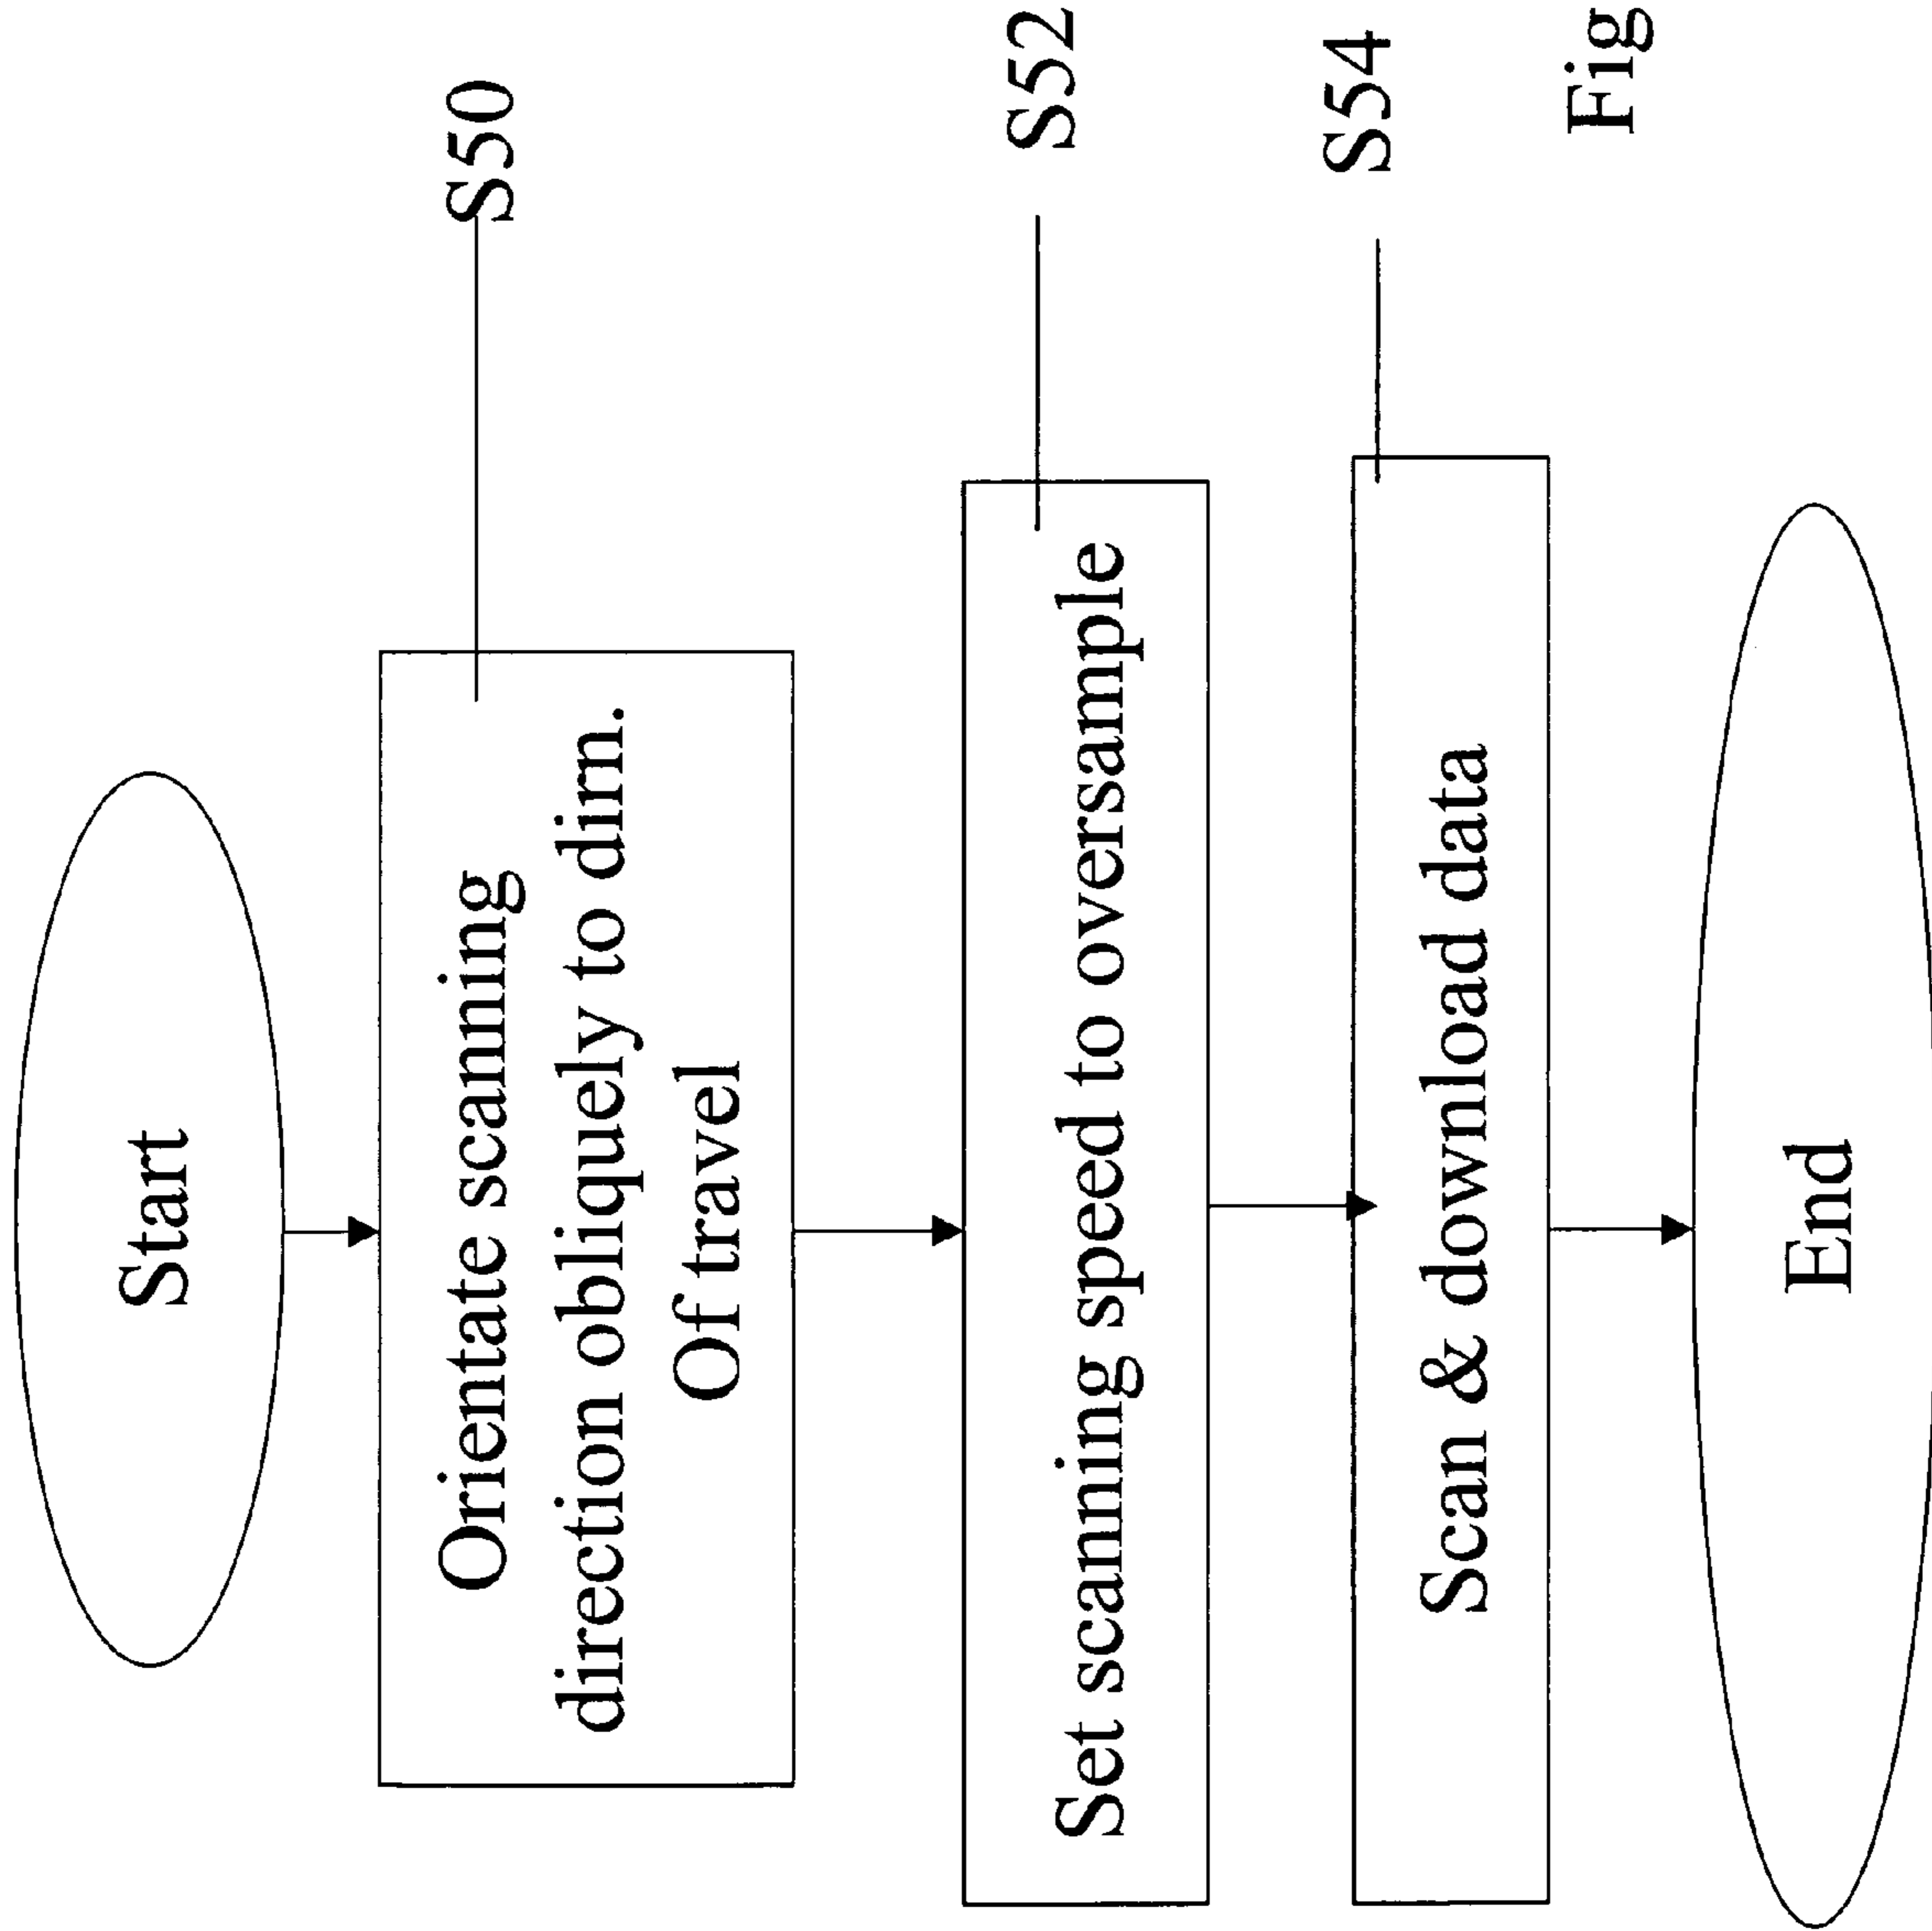 Start
Orientate scanning
direction obliquely to dirn.
Of travel
S50
Set scanning speed to oversample
S52
Scan & download data
S54
Fig
End